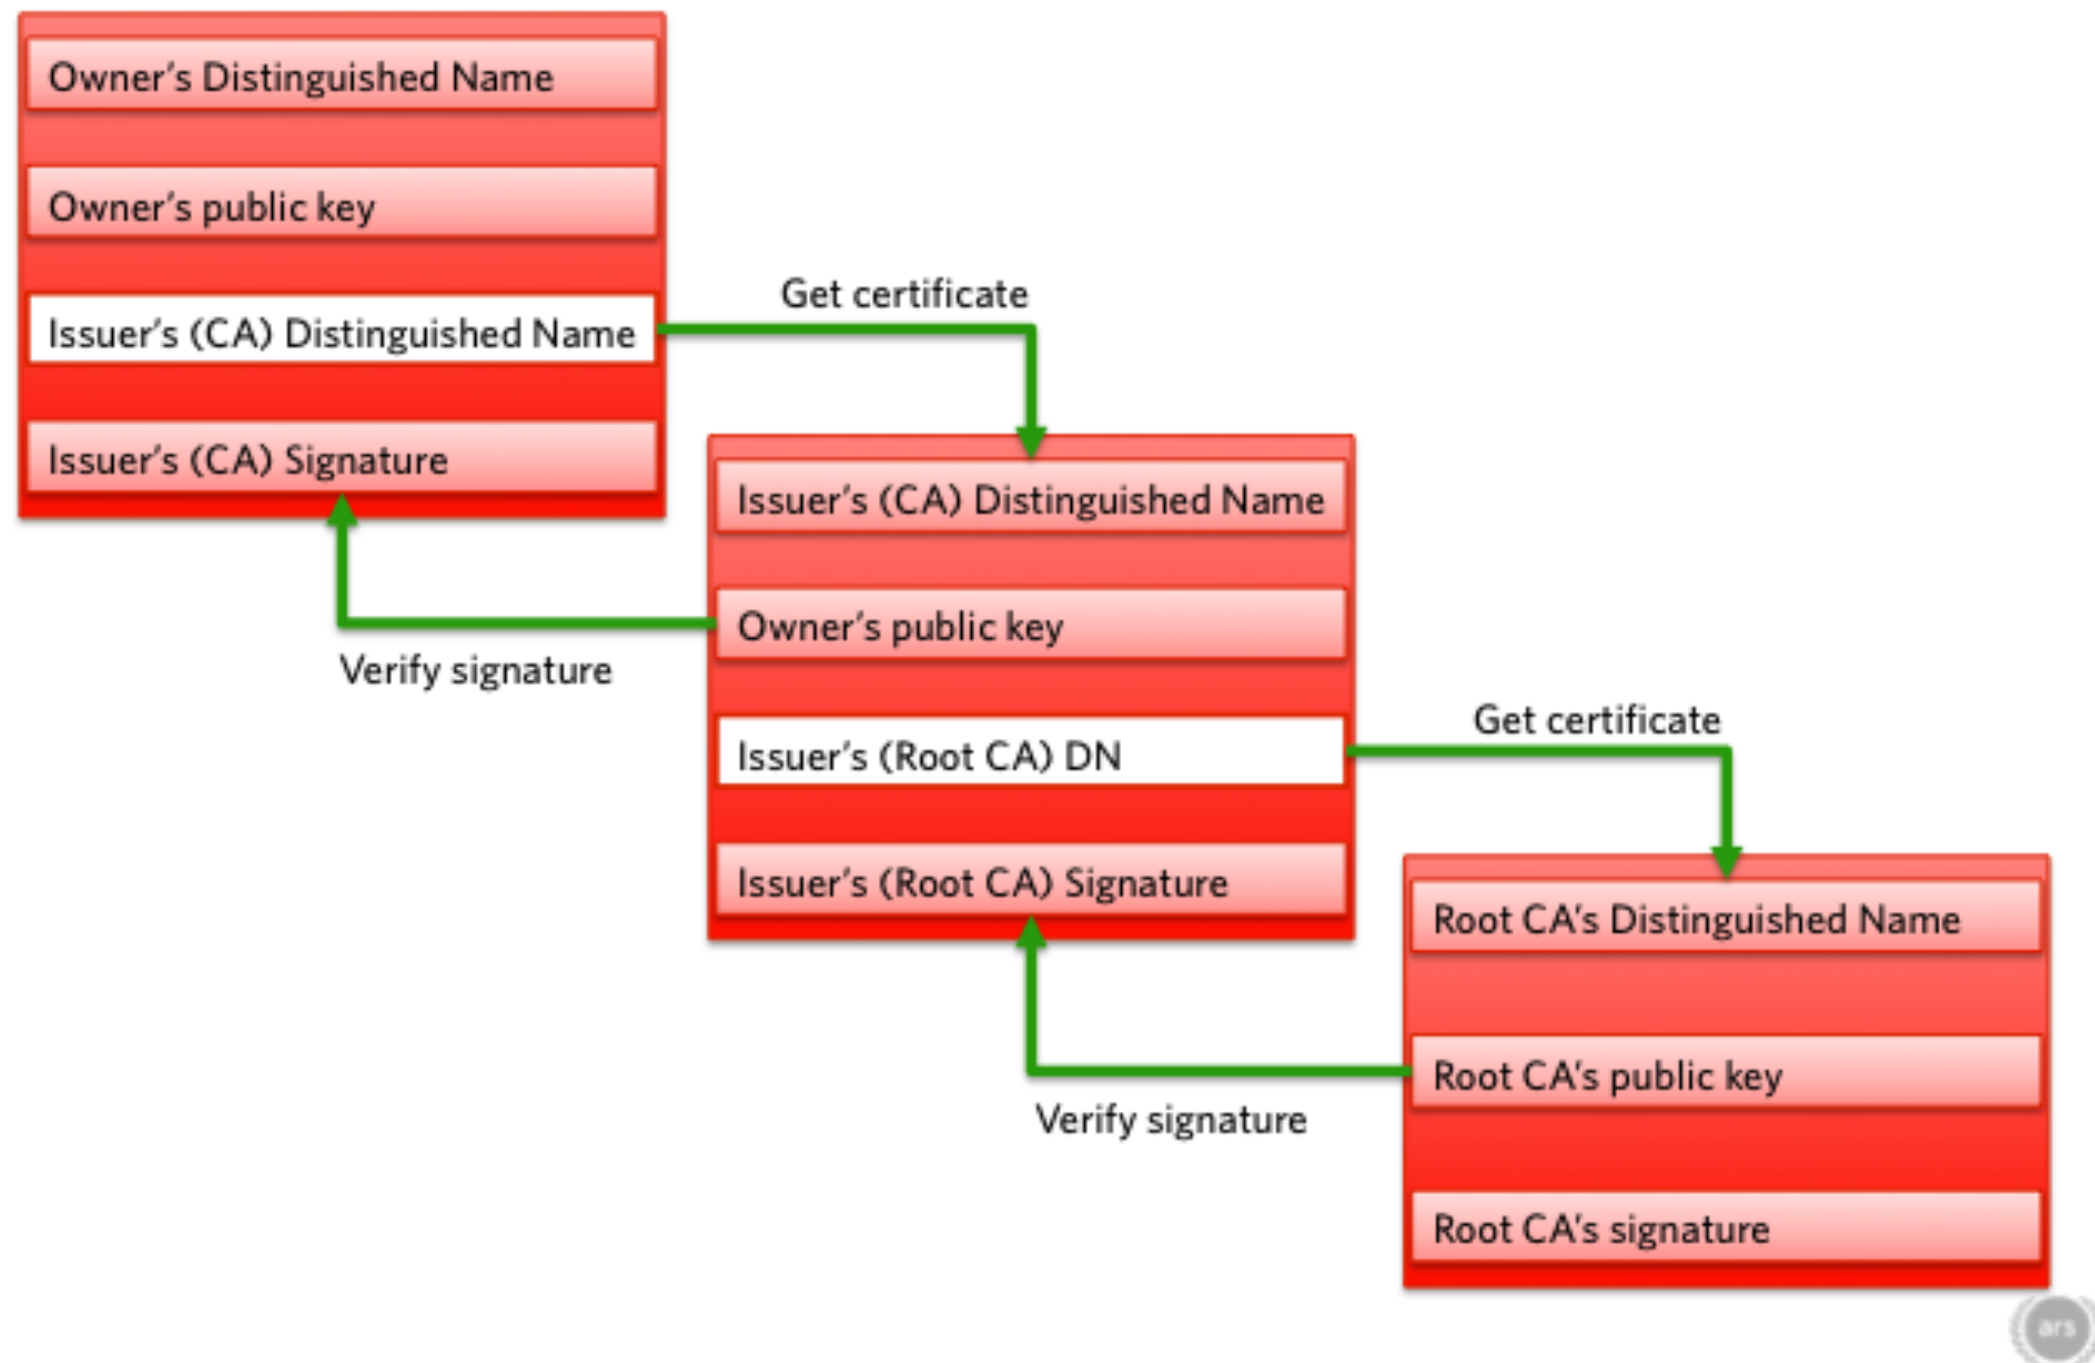 Owner's Distinguished Name
Owner's public key
Issuer's (CA) Distinguished Name
Issuer's (CA) Signature
Get certificate
Verify signature
Issuer's (CA) Distinguished Name
Owner's public key
Issuer's (Root CA) DN
Issuer's (Root CA) Signature
Get certificate
Verify signature
Root CA's Distinguished Name
Root CA's public key
Root CA's signature
ars